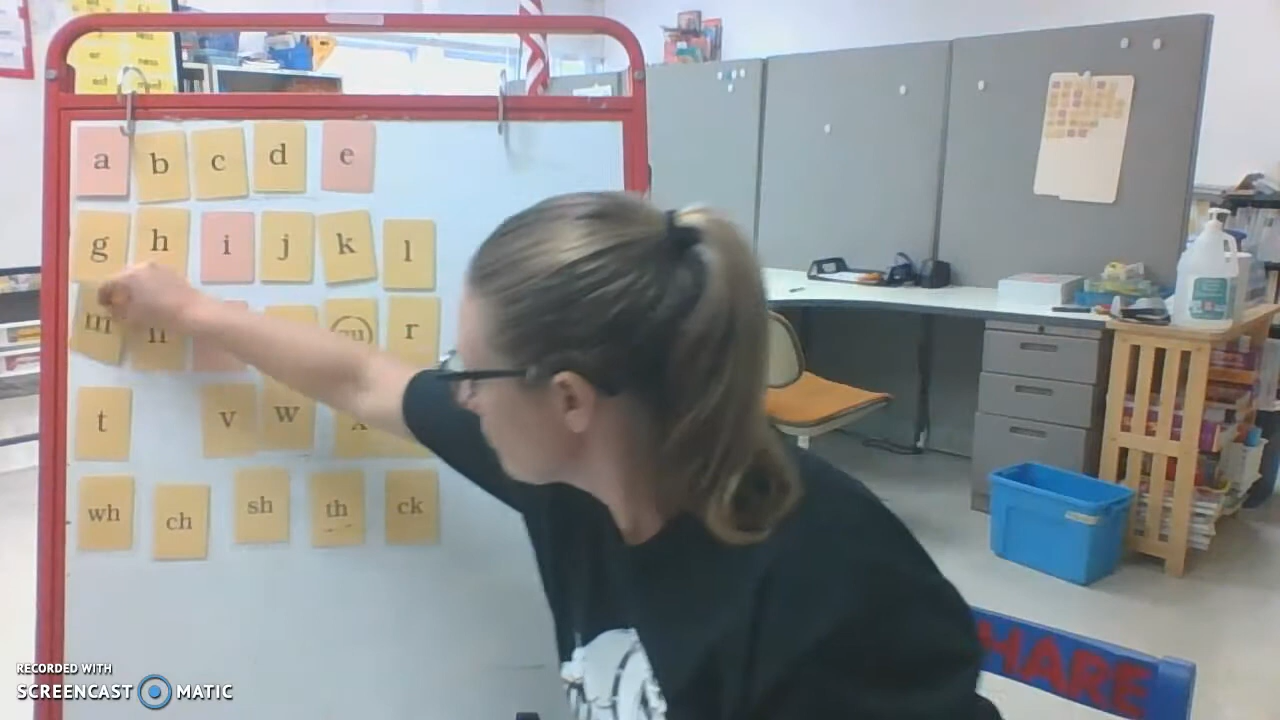 a b c d e
g h i j k l
m n qu r
t v w x
wh ch sh th ck
HARE
RECORDED WITH
SCREENCAST MATIC